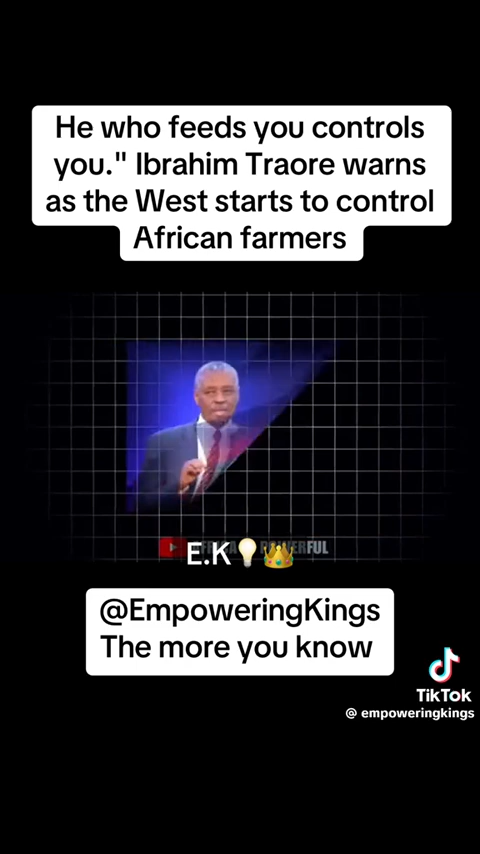 He who feeds you controls
you." Ibrahim Traore warns
as the West starts to control
African farmers
E.K💡👑
@EmpoweringKings
The more you know
TikTok
@ empoweringkings